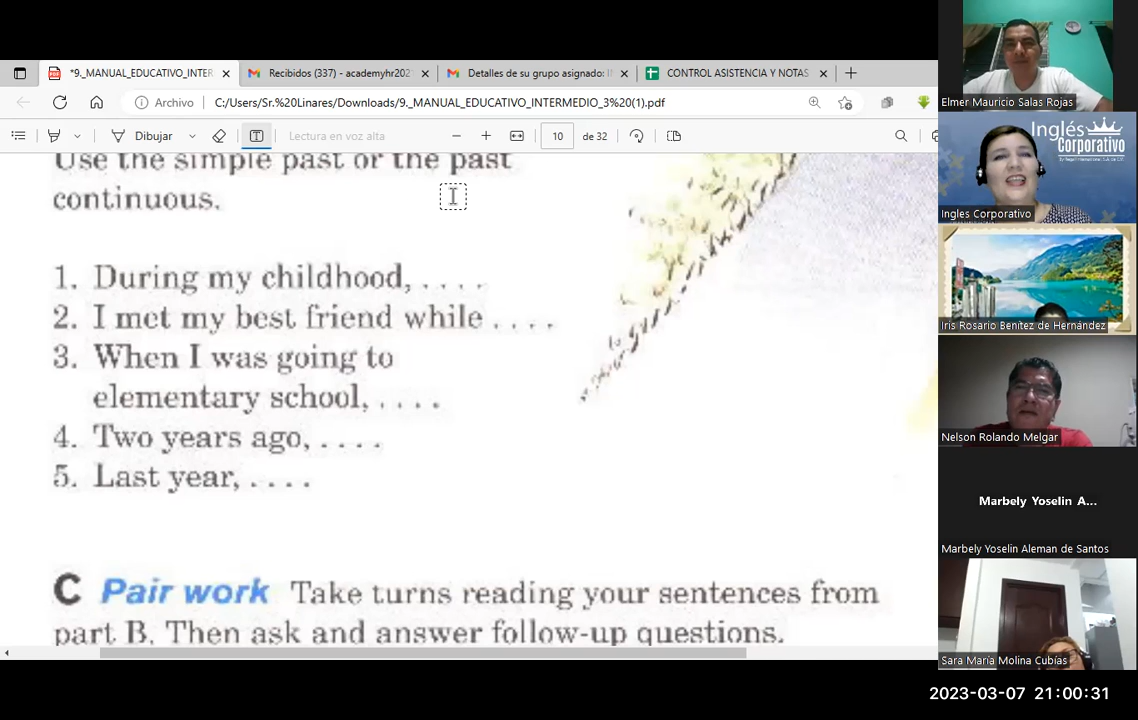 *9._MANUAL_EDUCATIVO_INTER
Recibidos (337) - academyhr202
Detalles de su grupo asignado: I
CONTROL ASISTENCIA Y NOTAS
Archivo
C:/Users/Sr.%20Linares/Downloads/9._MANUAL_EDUCATIVO_INTERMEDIO_3%20(1).pdf
Dibujar
Lectura en voz alta
10
de 32
Use the simple past or the past
continuous.
1. During my childhood, . . . .
2. I met my best friend while . . . .
3. When I was going to
elementary school, . . . .
4. Two years ago, . . . .
5. Last year, . . . .
C Pair work Take turns reading your sentences from
part B. Then ask and answer follow-up questions.
Elmer Mauricio Salas Rojas
Inglés
Corporativo
Ingles Corporativo
Iris Rosario Benítez de Hernández
Nelson Rolando Melgar
Marbely Yoselin A...
Marbely Yoselin Aleman de Santos
Sara María Molina Cubías
2023-03-07 21:00:31